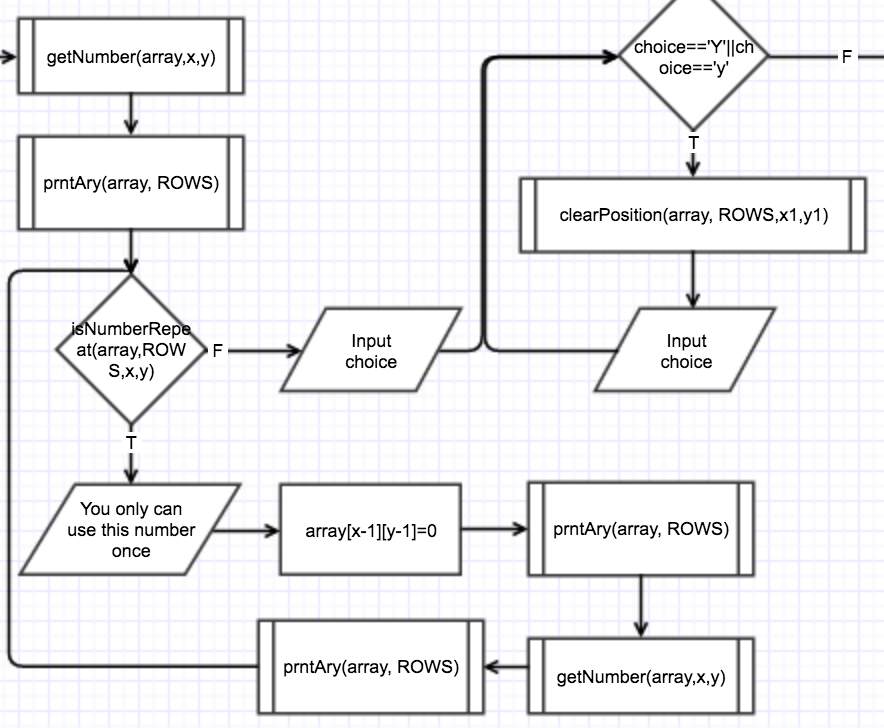 getNumber(array,x,y)
prntAry(array, ROWS)
isNumberRepe
at(array,ROW
S,x,y)
F
T
Input
choice
choice=='Y'||ch
oice=='y'
F
T
clearPosition(array, ROWS,x1,y1)
Input
choice
You only can
use this number
once
array[x-1][y-1]=0
prntAry(array, ROWS)
getNumber(array,x,y)
prntAry(array, ROWS)